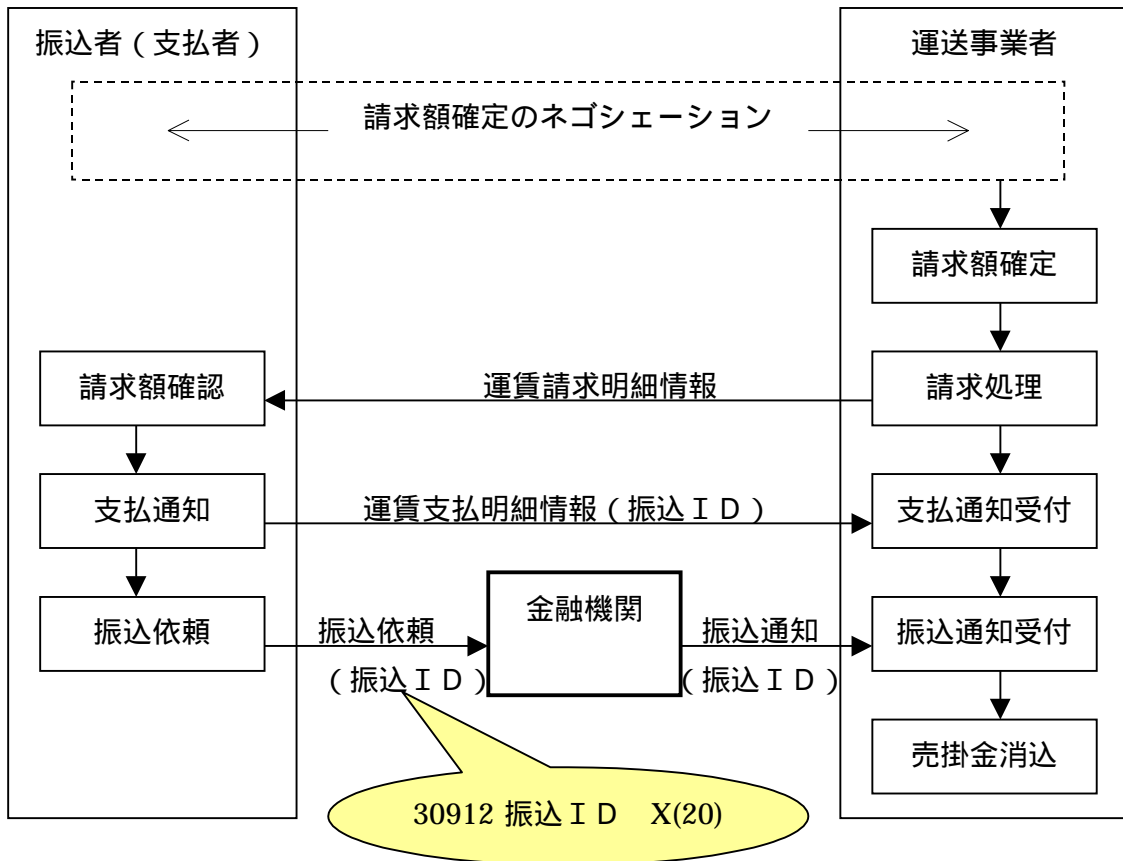 振込者（支払者）
運送事業者
請求額確定のネゴシェーション
請求額確定
請求額確認
運賃請求明細情報
請求処理
支払通知
運賃支払明細情報（振込ＩＤ）
支払通知受付
振込依頼
振込依頼
（振込ＩＤ）
金融機関
振込通知
（振込ＩＤ）
振込通知受付
売掛金消込
30912 振込ＩＤ　X(20)